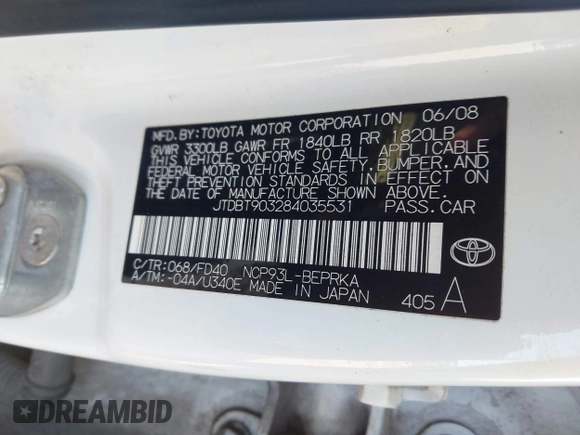 MFD. BY: TOYOTA MOTOR CORPORATION 06/08
GVWR 3300LB GAWR FR 1840LB RR 1820LB
THIS VEHICLE CONFORMS TO ALL APPLICABLE
FEDERAL MOTOR VEHICLE SAFETY, BUMPER, AND
THEFT PREVENTION STANDARDS IN EFFECT ON
THE DATE OF MANUFACTURE SHOWN ABOVE.
JTDBT903284035531 PASS.CAR
C/TR: 068/FD40 NCP93L-BEPRKA
A/TM: -04A/U340E MADE IN JAPAN
405 A
TOYOTA
DREAMBID